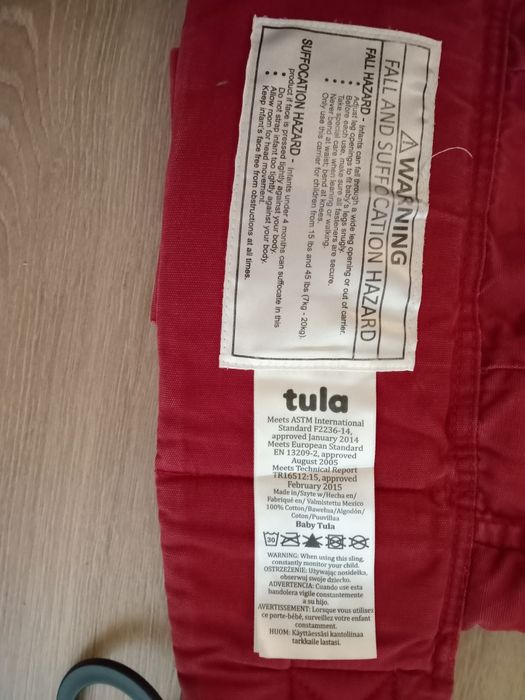 ⚠WARNING
FALL AND SUFFOCATION HAZARD
FALL HAZARD - Infants can fall through a wide leg opening or out of carrier.
• Adjust leg openings to fit baby's legs snugly.
• Before each use, make sure all fasteners are secure.
• Take special care when leaning or walking.
• Never bend at waist; bend at knees.
• Only use this carrier for children from 15 lbs and 45 lbs (7kg - 20kg).
SUFFOCATION HAZARD - Infants under 4 months can suffocate in this
product if face is pressed tightly against your body.
• Do not strap infant too tightly against your body.
• Allow room for head movement.
• Keep infant's face free from obstructions at all times.
tula
Meets ASTM International
Standard F2236-14,
approved January 2014
Meets European Standard
EN 13209-2, approved
August 2005
Meets Technical Report
TR16512:15, approved
February 2015
Made in/Szyte w/Hecha en/
Fabriqué en/ Valmistettu Mexico
100% Cotton/Bawełna/Algodón/
Coton/Puuvillaa
Baby Tula
30
WARNING: When using this sling,
constantly monitor your child.
OSTRZEŻENIE: Używając nosidełka,
obserwuj swoje dziecko.
ADVERTENCIA: Cuando use esta
bandolera vigile constantemente
a su hijo.
AVERTISSEMENT: Lorsque vous utilisez
ce porte-bébé, surveillez votre enfant
constamment.
HUOM: Käyttäessäsi kantoliinaa
tarkkaile lastasi.